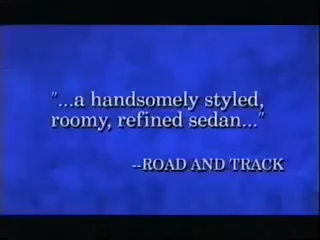 "...a handsomely styled,
roomy, refined sedan..."
--ROAD AND TRACK